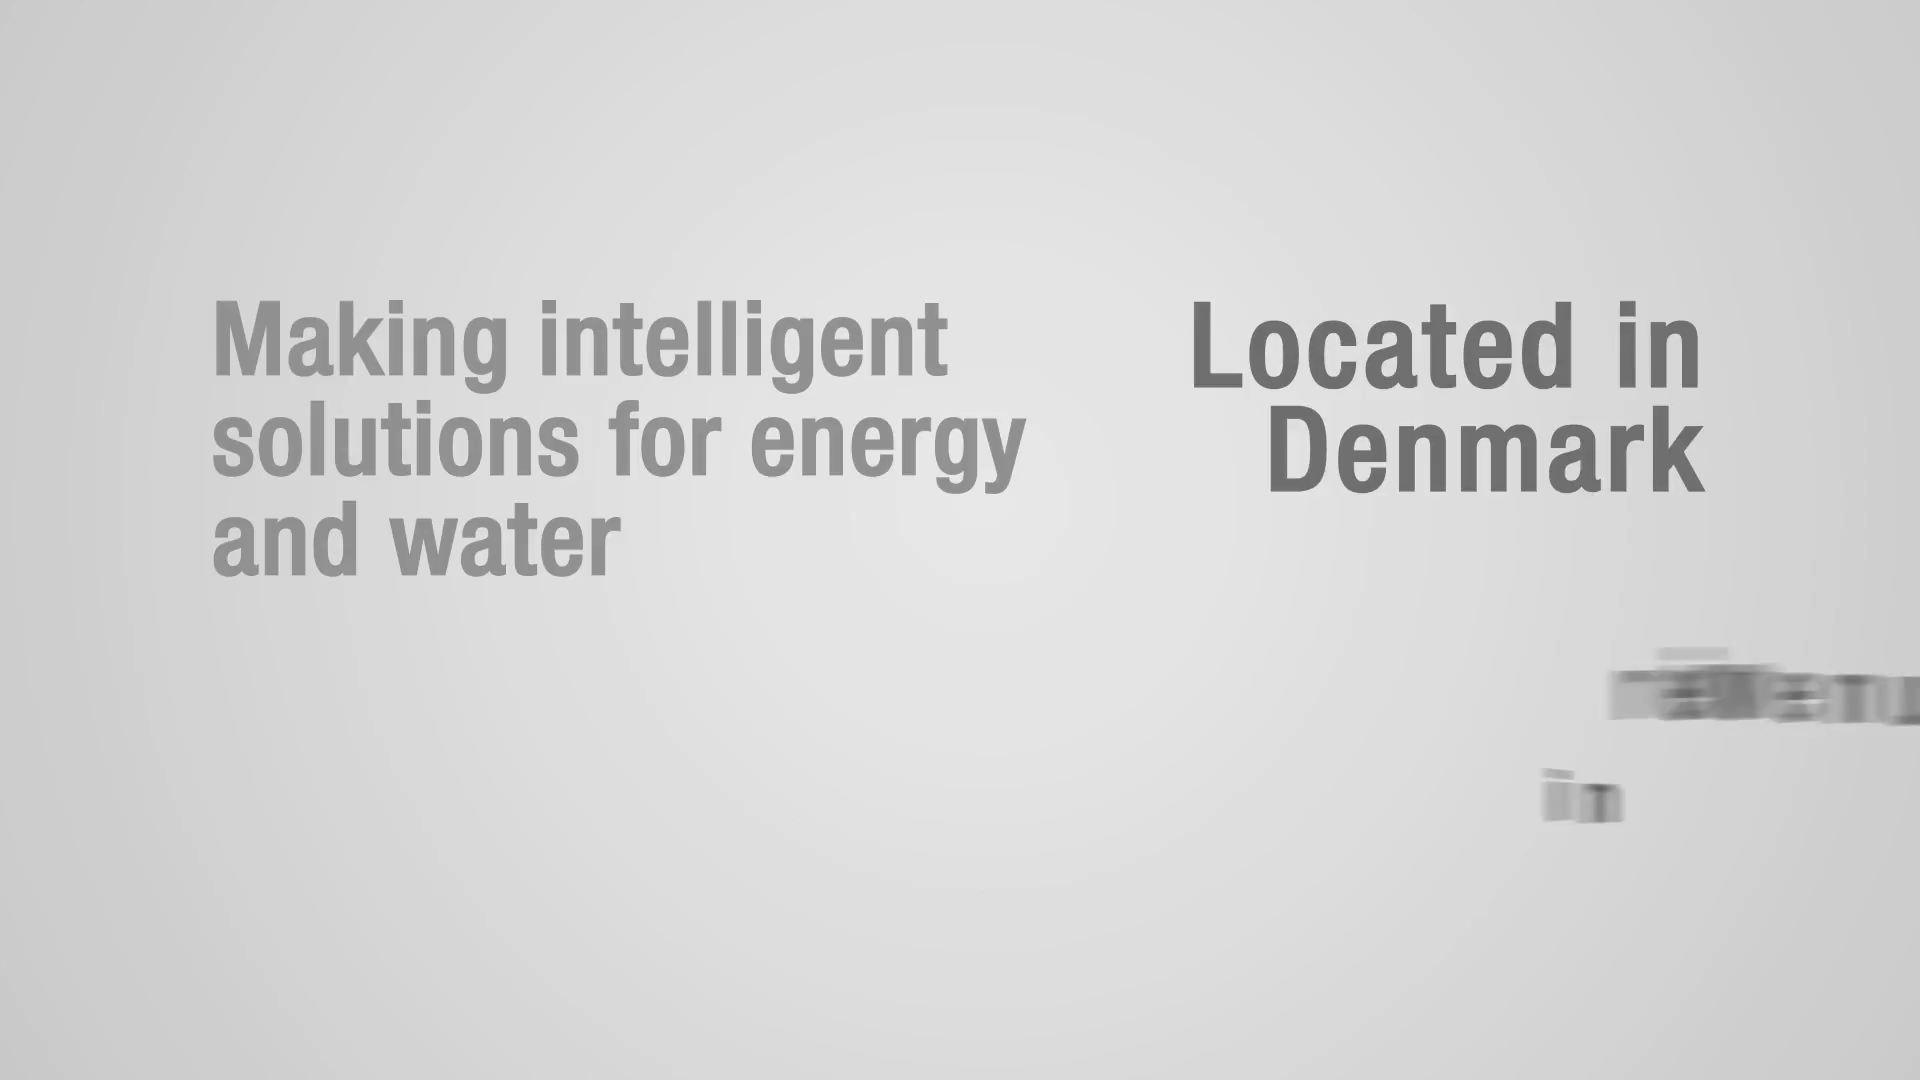 Making intelligent
solutions for energy
and water
Located in
Denmark
in